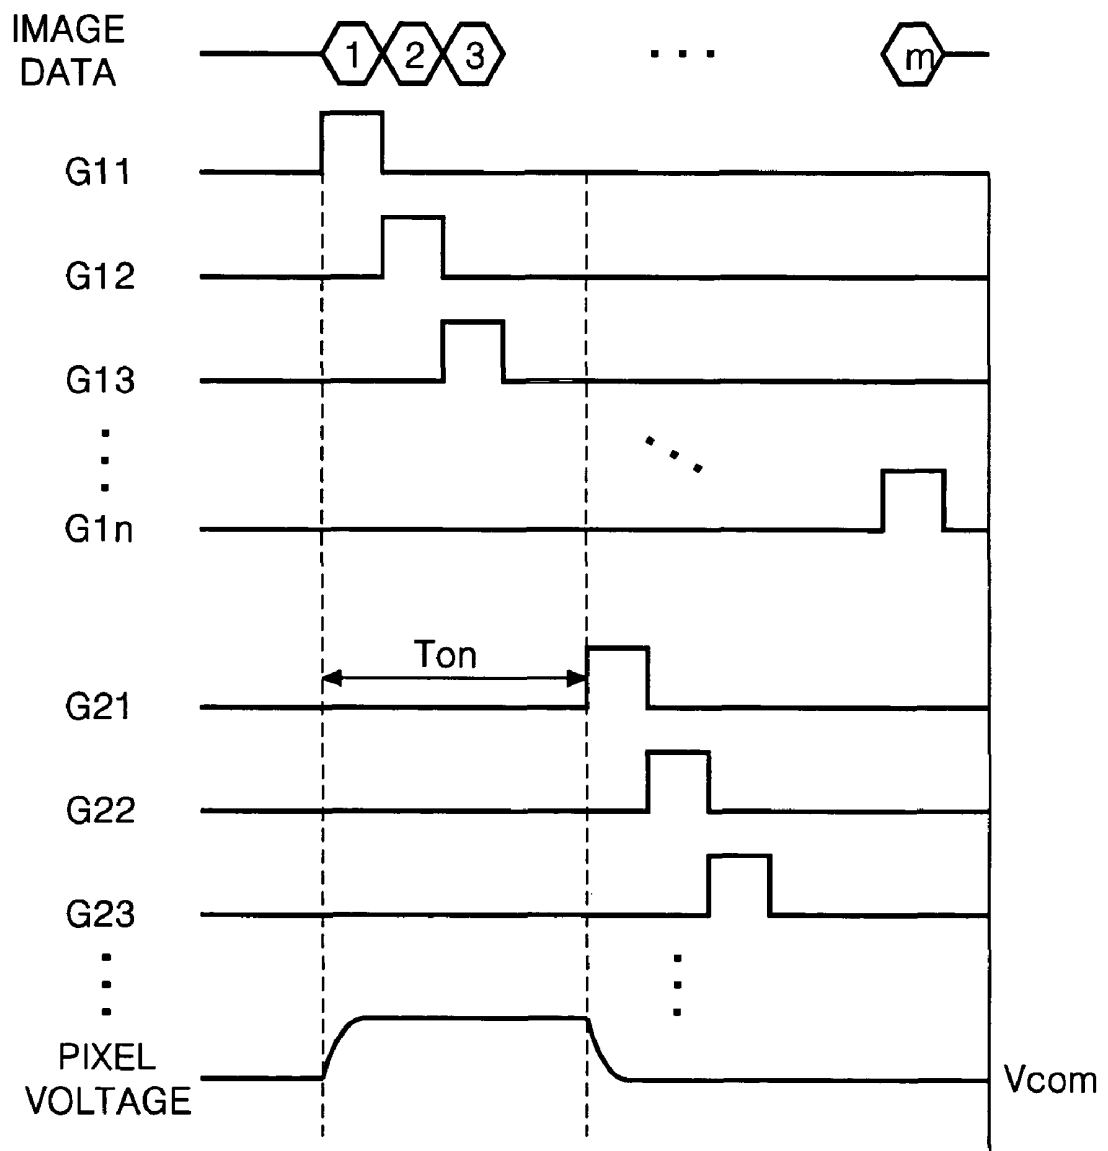 IMAGE
DATA
1 2 3 ... m
G11
G12
G13
G1n
Ton
G21
G22
G23
PIXEL
VOLTAGE
Vcom